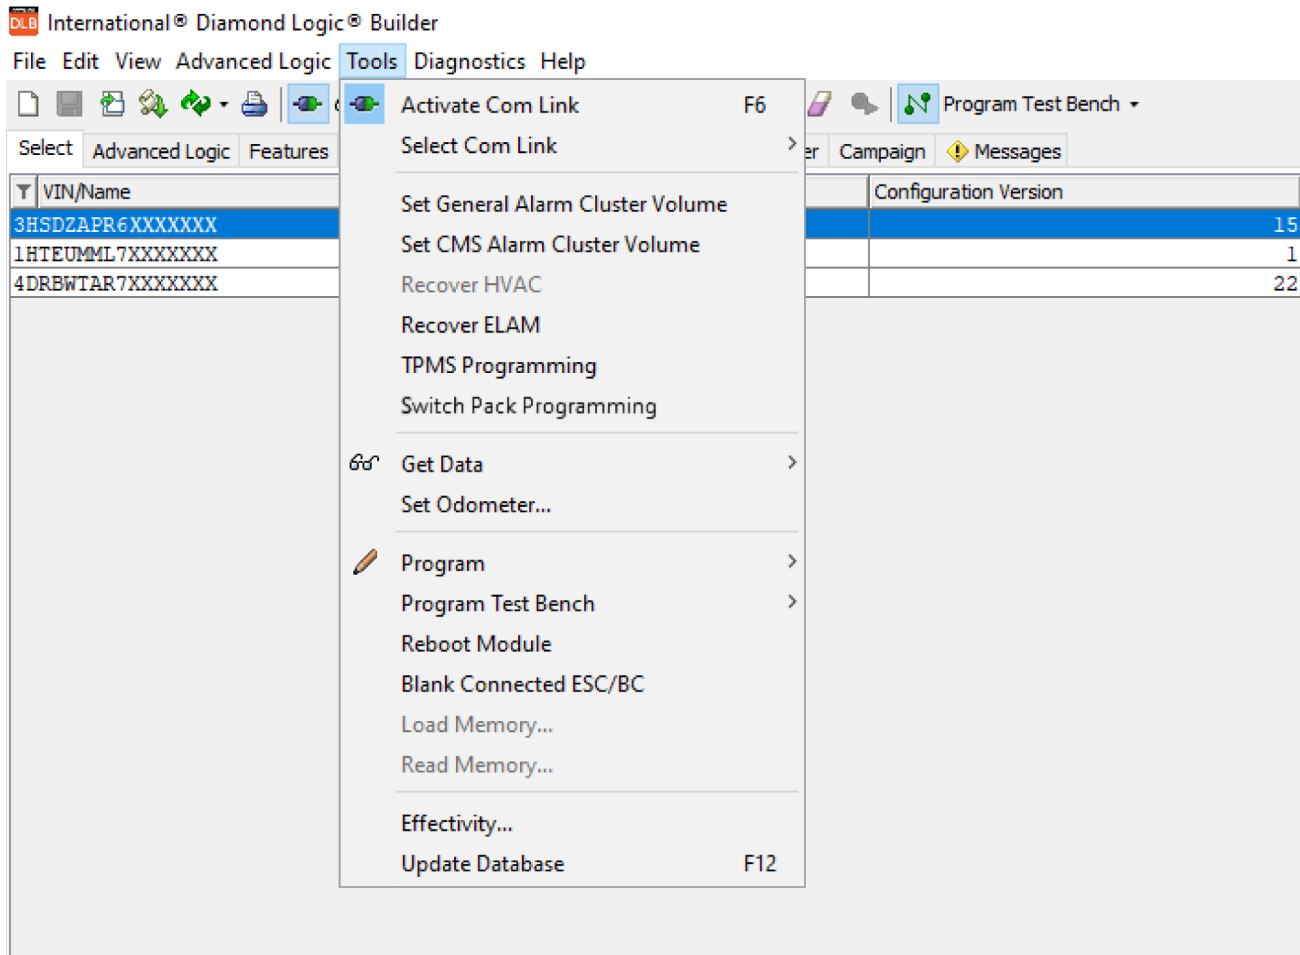 DLB International® Diamond Logic® Builder
File Edit View Advanced Logic Tools Diagnostics Help
Program Test Bench
Select Advanced Logic Features er Campaign Messages
VIN/Name Configuration Version
3HSDZAPR6XXXXXXX 15
1HTEUMML7XXXXXXX 1
4DRBWTAR7XXXXXXX 22
Activate Com Link F6
Select Com Link
Set General Alarm Cluster Volume
Set CMS Alarm Cluster Volume
Recover HVAC
Recover ELAM
TPMS Programming
Switch Pack Programming
Get Data
Set Odometer...
Program
Program Test Bench
Reboot Module
Blank Connected ESC/BC
Load Memory...
Read Memory...
Effectivity...
Update Database F12